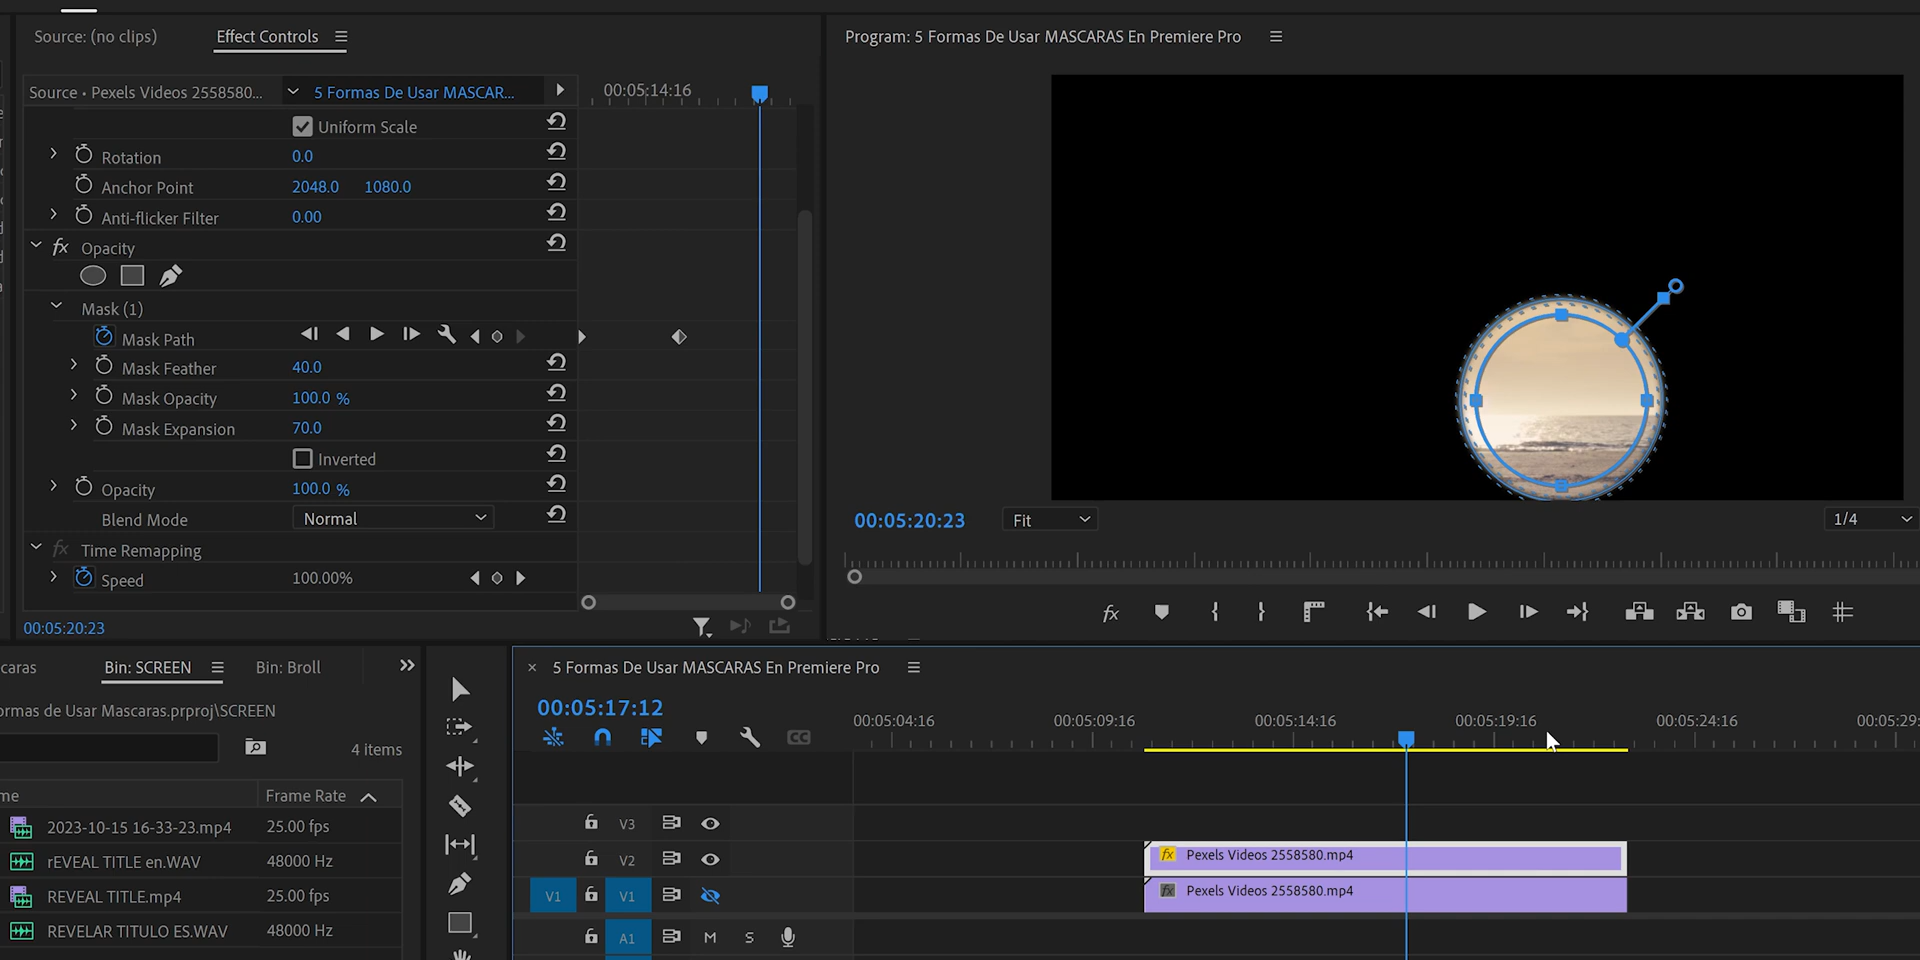 Source: (no clips)
Effect Controls
Program: 5 Formas De Usar MASCARAS En Premiere Pro
Source • Pexels Videos 2558580...
5 Formas De Usar MASCAR...
00:05:14:16
Uniform Scale
Rotation 0.0
Anchor Point 2048.0 1080.0
Anti-flicker Filter 0.00
fx Opacity
Mask (1)
Mask Path
Mask Feather 40.0
Mask Opacity 100.0 %
Mask Expansion 70.0
Inverted
Opacity 100.0 %
Blend Mode Normal
fx Time Remapping
Speed 100.00%
00:05:20:23
00:05:20:23 Fit 1/4
fx
caras
Bin: SCREEN
Bin: Broll
ormas de Usar Mascaras.prproj\SCREEN
4 items
me Frame Rate
2023-10-15 16-33-23.mp4 25.00 fps
rEVEAL TITLE en.WAV 48000 Hz
REVEAL TITLE.mp4 25.00 fps
REVELAR TITULO ES.WAV 48000 Hz
× 5 Formas De Usar MASCARAS En Premiere Pro
00:05:17:12
CC
00:05:04:16 00:05:09:16 00:05:14:16 00:05:19:16 00:05:24:16 00:05:29:
V3
V2
fx Pexels Videos 2558580.mp4
V1 V1
fx Pexels Videos 2558580.mp4
A1 M S